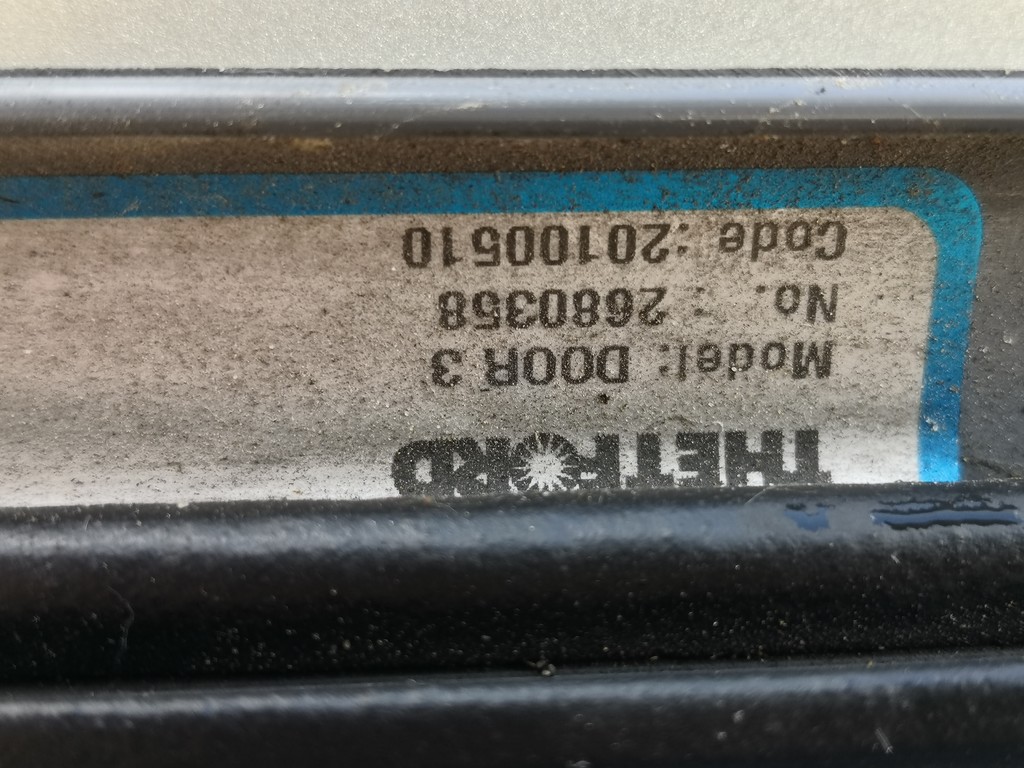 THETFORD
Model: DOOR 3
No. : 2680358
Code :20100510